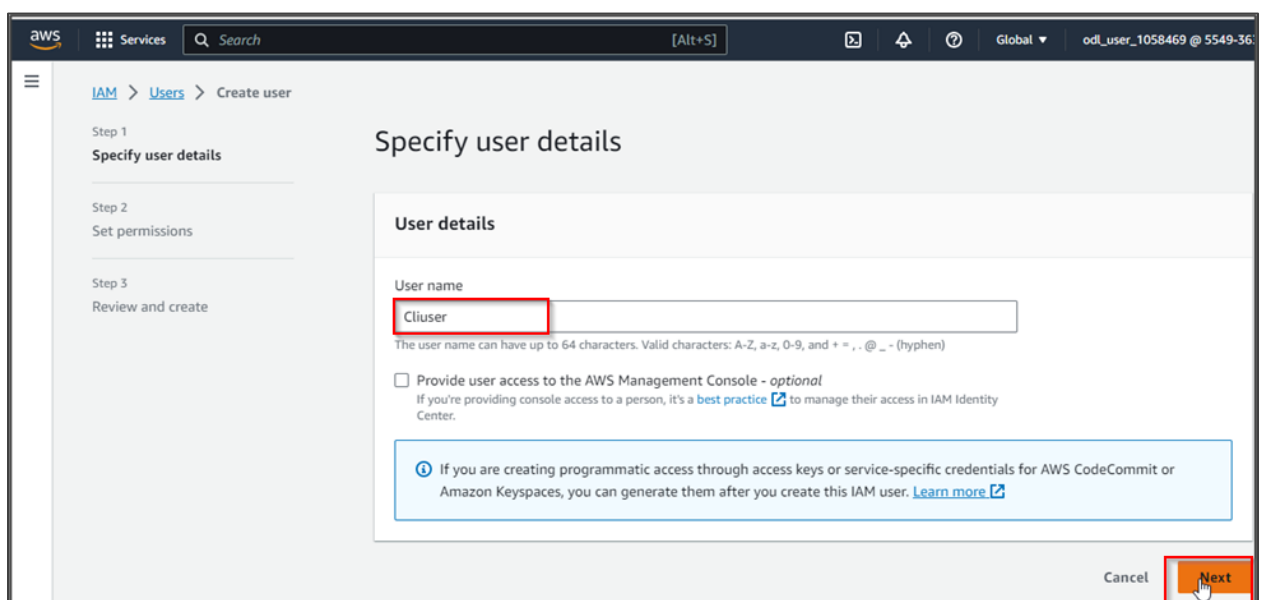 aws Services Search [Alt+S] Global ▼ odl_user_1058469 @ 5549-36
IAM > Users > Create user
Step 1
Specify user details
Step 2
Set permissions
Step 3
Review and create
Specify user details
User details
User name
Cliuser
The user name can have up to 64 characters. Valid characters: A-Z, a-z, 0-9, and + = , . @ _ - (hyphen)
Provide user access to the AWS Management Console - optional
If you're providing console access to a person, it's a best practice to manage their access in IAM Identity
Center.
If you are creating programmatic access through access keys or service-specific credentials for AWS CodeCommit or
Amazon Keyspaces, you can generate them after you create this IAM user. Learn more
Cancel Next